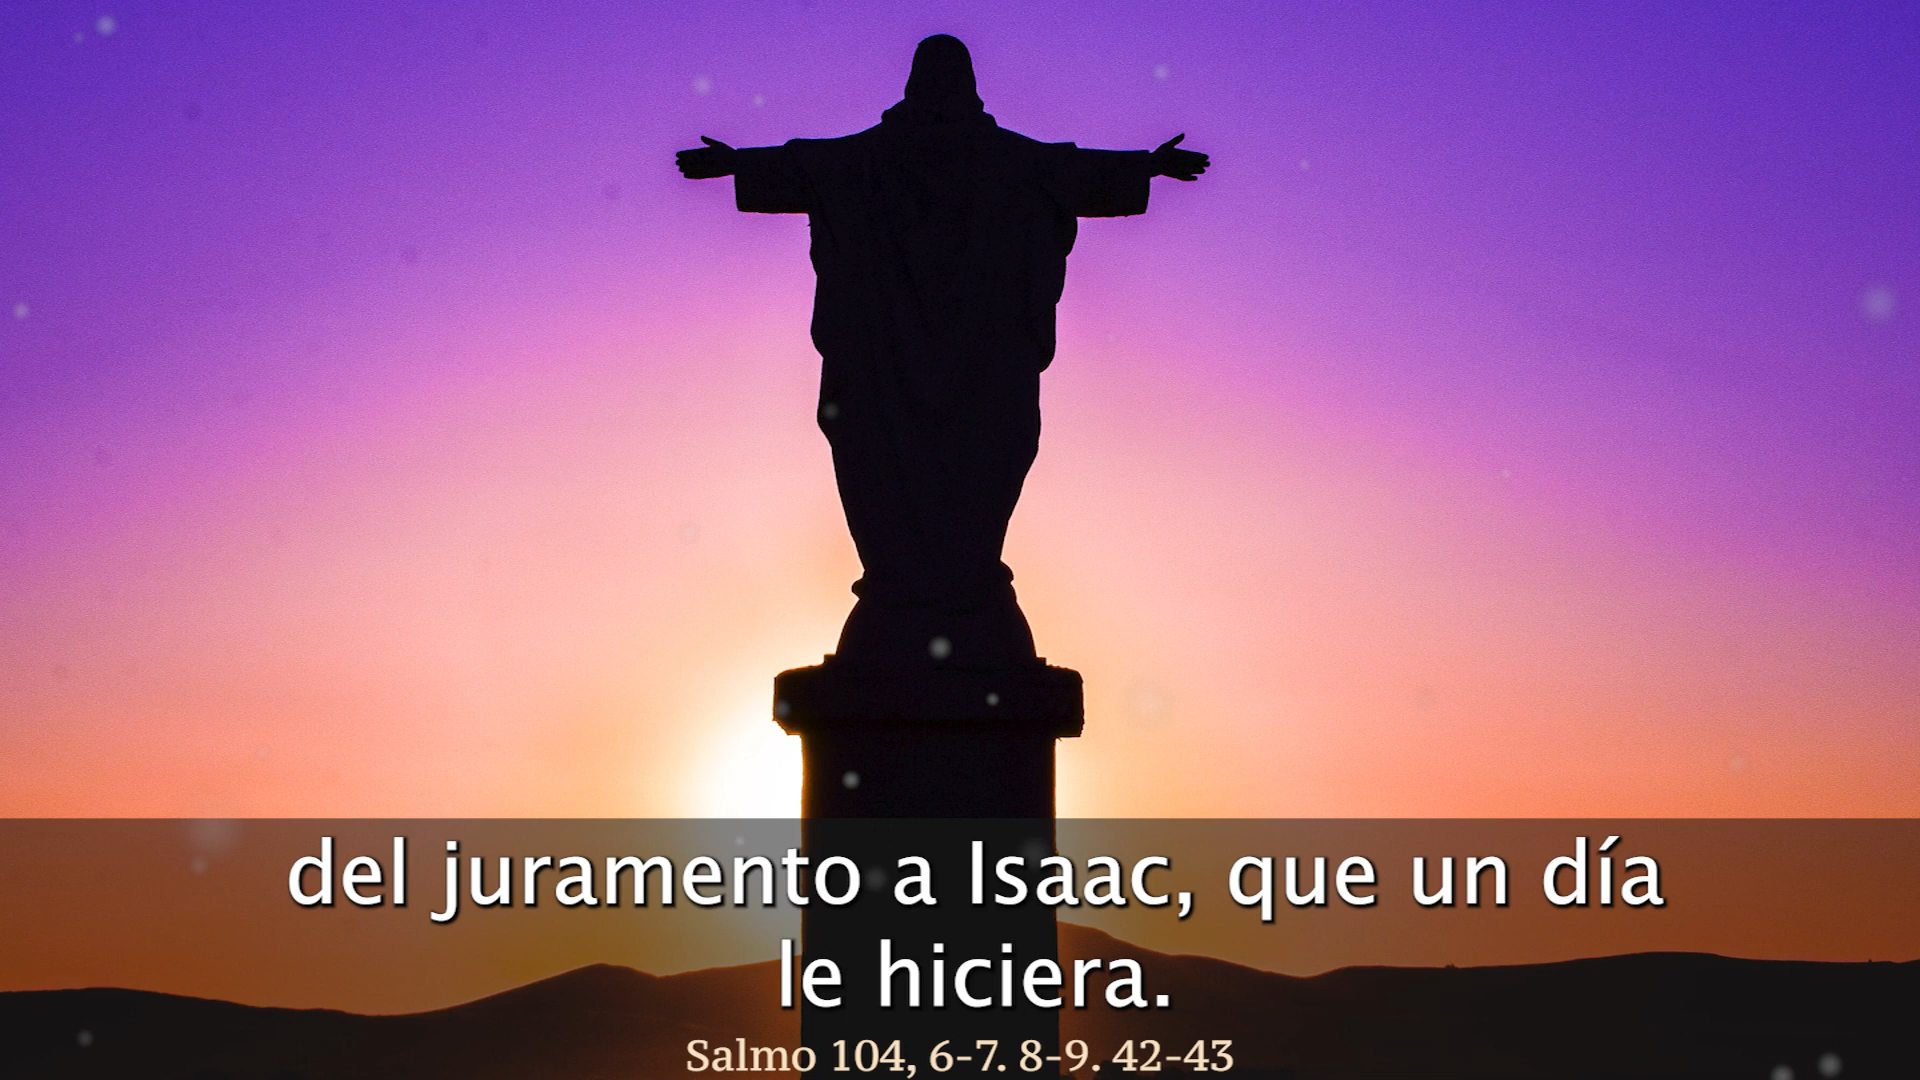 del juramento a Isaac, que un día
le hiciera.
Salmo 104, 6-7. 8-9. 42-43